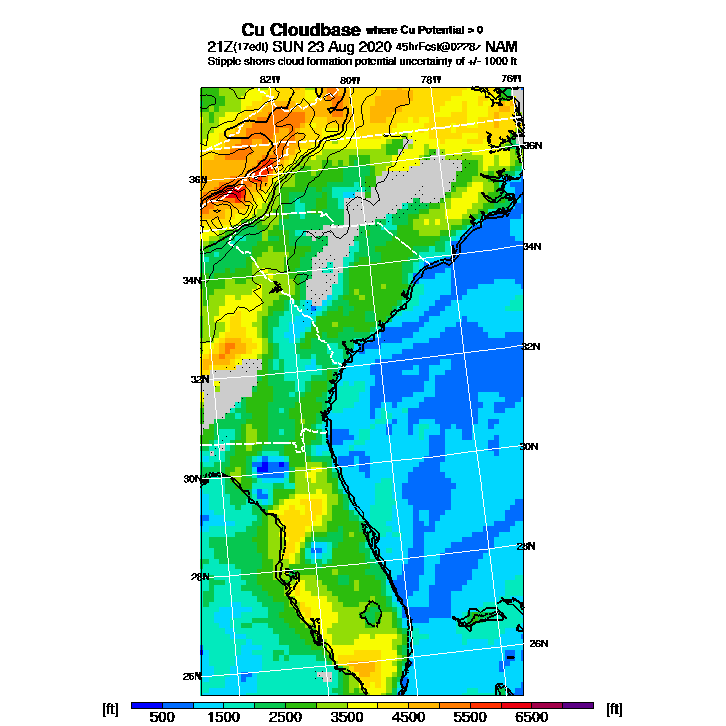 Cu Cloudbase where Cu Potential > 0
21Z(17edt) SUN 23 Aug 2020 45hrFcst@0778z NAM
Stipple shows cloud formation potential uncertainty of +/- 1000 ft
82W 80W 78W 76W
36N
36N
34N
34N
32N
32N
30N
30N
28N
28N
26N
26N
[ft] 500 1500 2500 3500 4500 5500 6500 [ft]